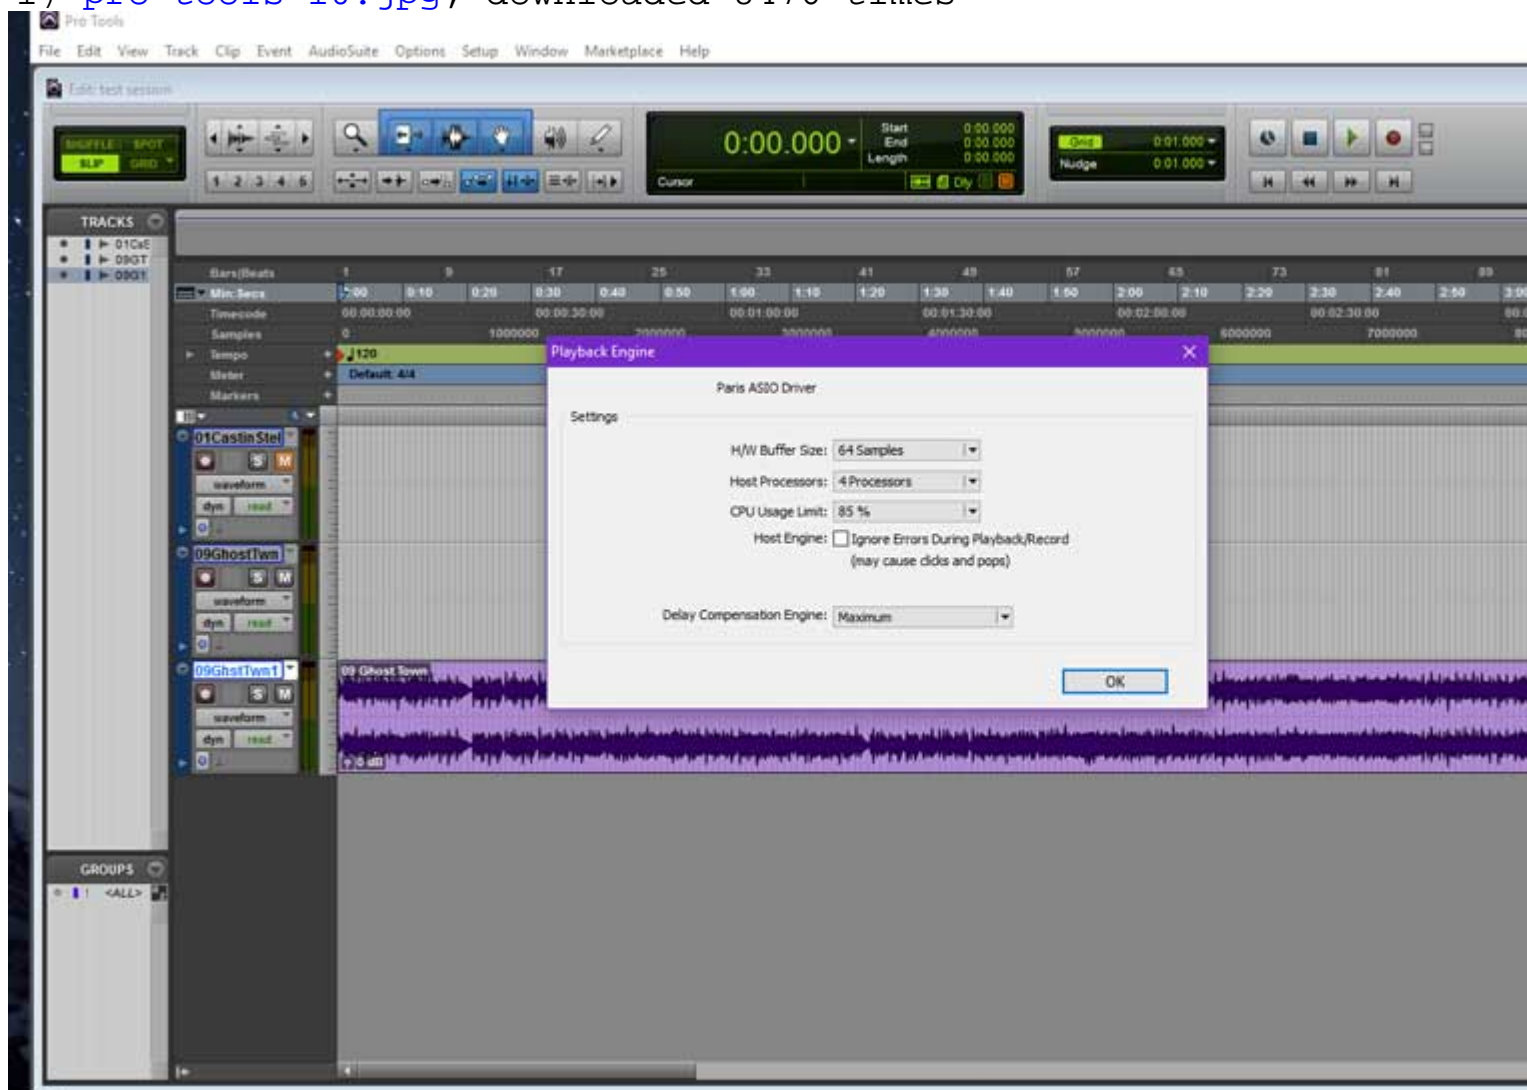 Pro Tools
File Edit View Track Clip Event AudioSuite Options Setup Window Marketplace Help
Edit: test session
SHUFFLE SPOT
SLIP GRID
1 2 3 4 5
0:00.000
Start 0:00.000
End 0:00.000
Length 0:00.000
Cursor
Dly
Grid 0:01.000
Nudge 0:01.000
TRACKS
01CsS
09GT
09G1
Bars|Beats 1 9 17 25 33 41 49 57 65 73 81 89
Min:Secs 0:00 0:10 0:20 0:30 0:40 0:50 1:00 1:10 1:20 1:30 1:40 1:50 2:00 2:10 2:20 2:30 2:40 2:50 3:00
Timecode 00:00:00:00 00:00:30:00 00:01:00:00 00:01:30:00 00:02:00:00 00:02:30:00
Samples 0 1000000 2000000 3000000 4000000 5000000 6000000 7000000
Tempo 120
Meter Default: 4/4
Markers
Playback Engine
Paris ASIO Driver
Settings
H/W Buffer Size: 64 Samples
Host Processors: 4 Processors
CPU Usage Limit: 85 %
Host Engine: Ignore Errors During Playback/Record
(may cause clicks and pops)
Delay Compensation Engine: Maximum
OK
01CastinStel
S M
waveform
dyn read
09GhostTwn
S M
waveform
dyn read
09GhstTwn1
S M
waveform
dyn read
09 Ghost Town
0 dB
GROUPS
! <ALL>